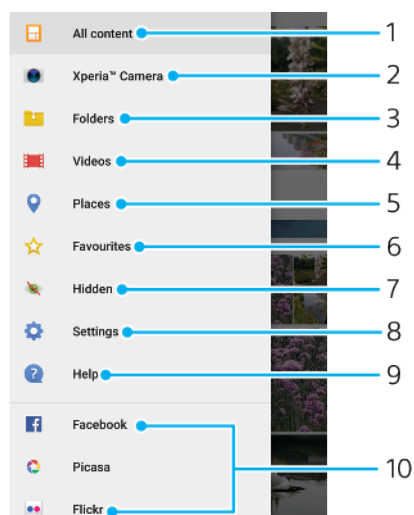 All content 1
Xperia™ Camera 2
Folders 3
Videos 4
Places 5
Favourites 6
Hidden 7
Settings 8
Help 9
Facebook
Picasa 10
Flickr